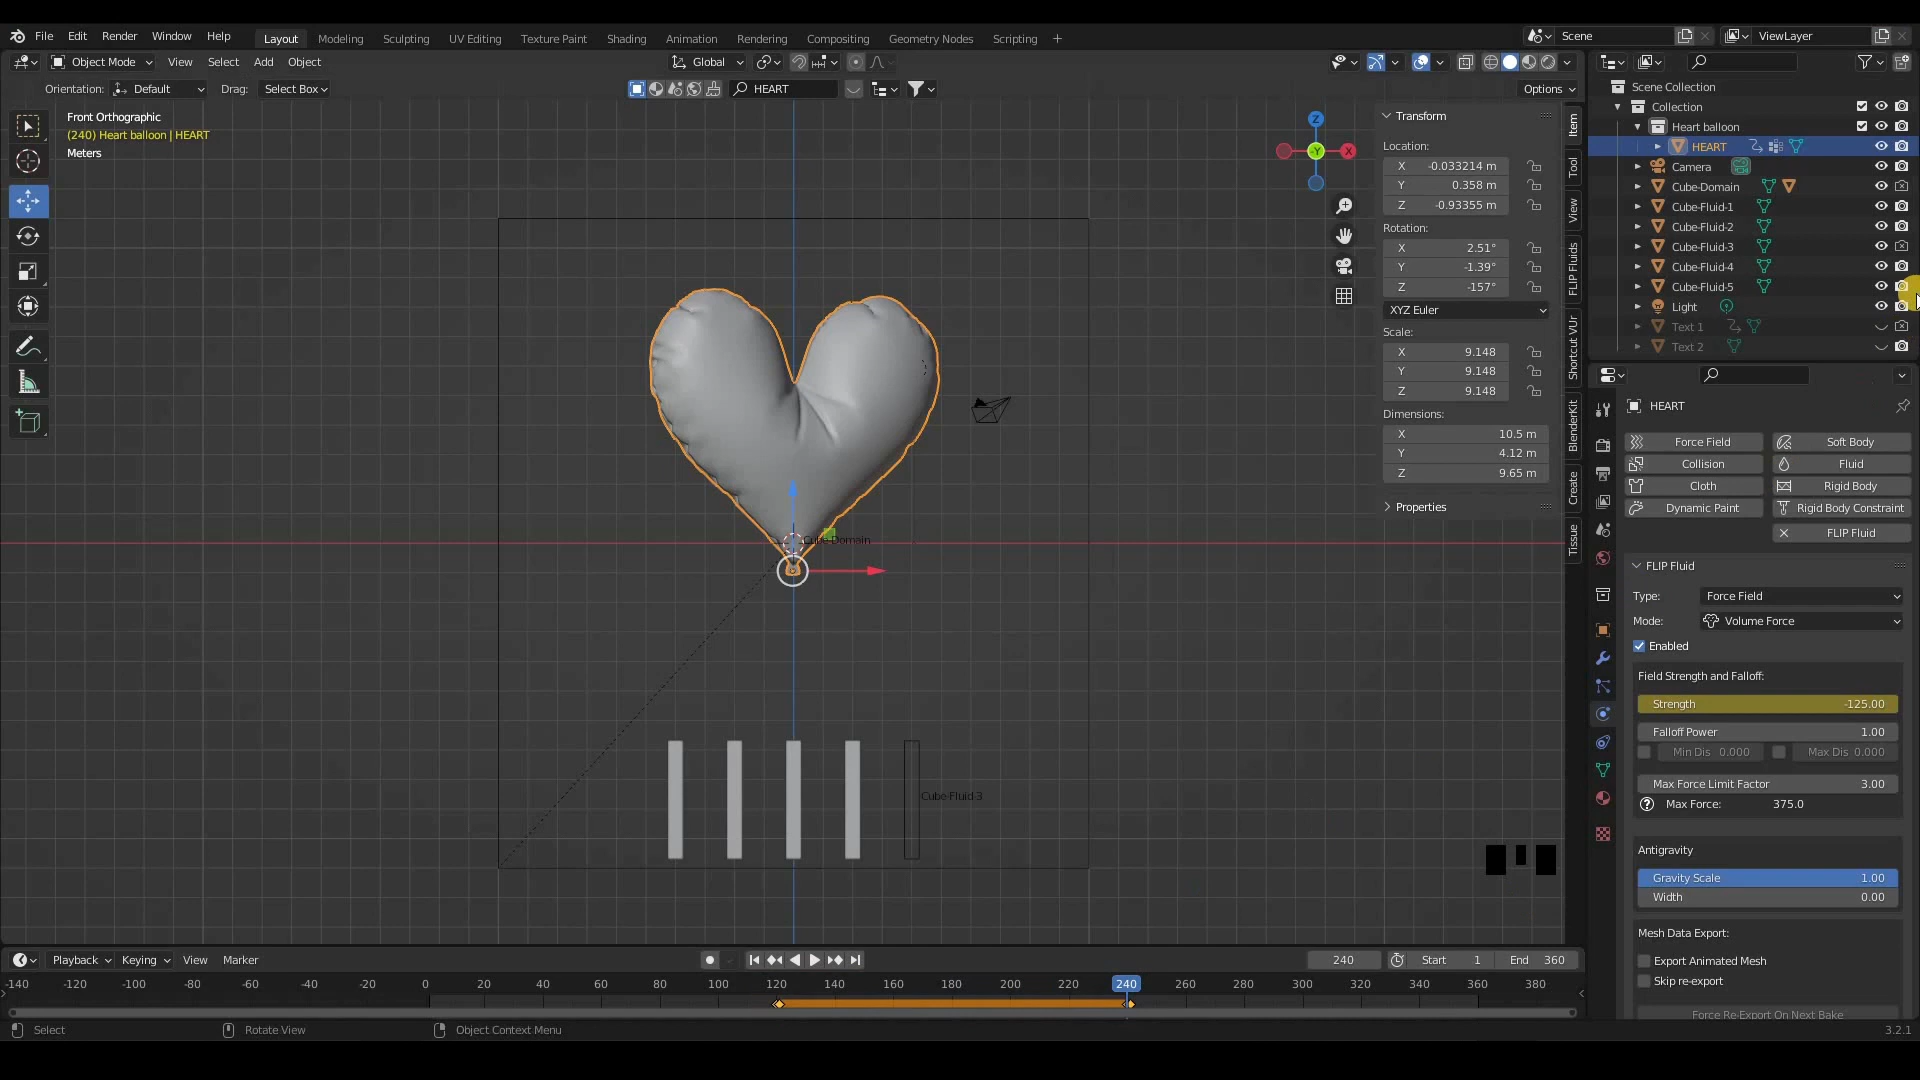 File Edit Render Window Help Layout Modeling Sculpting UV Editing Texture Paint Shading Animation Rendering Compositing Geometry Nodes Scripting + Scene ViewLayer
Object Mode View Select Add Object Global
Orientation: Default Drag: Select Box HEART Options
Front Orthographic
(240) Heart balloon | HEART
Meters
Z
-Y
X
Cube-Domain
Cube-Fluid-3
Transform
Location:
X -0.033214 m
Y 0.358 m
Z -0.93355 m
Rotation:
X 2.51°
Y -1.39°
Z -157°
XYZ Euler
Scale:
X 9.148
Y 9.148
Z 9.148
Dimensions:
X 10.5 m
Y 4.12 m
Z 9.65 m
Properties
Item
Tool
View
FLIP Fluids
Shortcut VUr
BlenderKit
Create
Tissue
Scene Collection
Collection
Heart balloon
HEART
Camera
Cube-Domain
Cube-Fluid-1
Cube-Fluid-2
Cube-Fluid-3
Cube-Fluid-4
Cube-Fluid-5
Light
Text 1
Text 2
HEART
Force Field Soft Body
Collision Fluid
Cloth Rigid Body
Dynamic Paint Rigid Body Constraint
FLIP Fluid
FLIP Fluid
Type: Force Field
Mode: Volume Force
Enabled
Field Strength and Falloff:
Strength -125.00
Falloff Power 1.00
Min Dis 0.000 Max Dis 0.000
Max Force Limit Factor 3.00
Max Force: 375.0
Antigravity
Gravity Scale 1.00
Width 0.00
Mesh Data Export:
Export Animated Mesh
Skip re-export
Force Re-Export On Next Bake
Playback Keying View Marker 240 Start 1 End 360
-140 -120 -100 -80 -60 -40 -20 0 20 40 60 80 100 120 140 160 180 200 220 240 260 280 300 320 340 360 380
Select Rotate View Object Context Menu 3.2.1